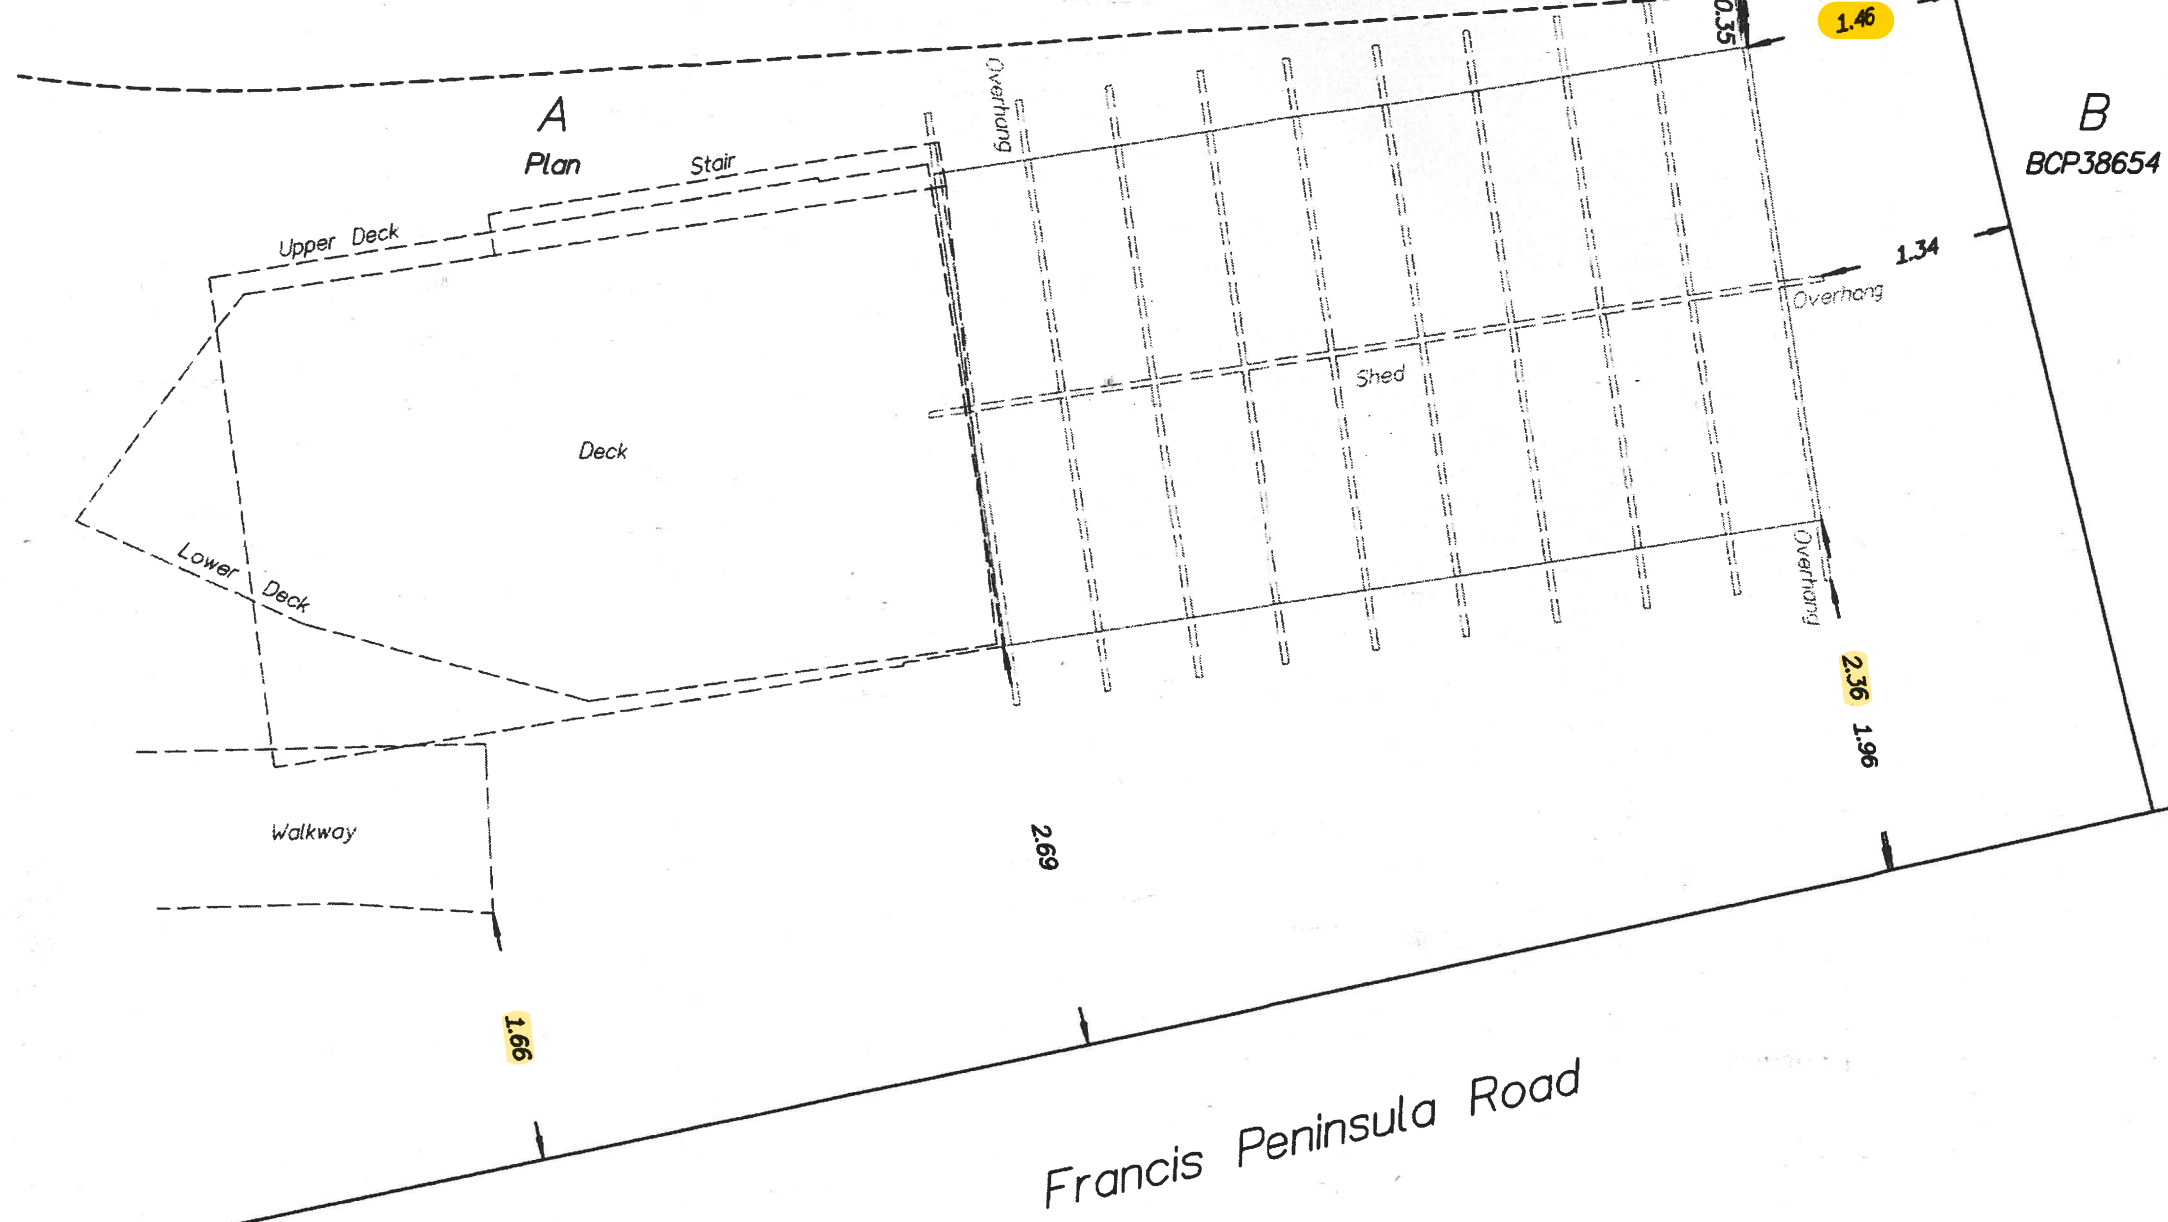 0.35
1.46
A
Plan
Overhang
B
BCP38654
Stair
Upper Deck
1.34
Overhang
Shed
Deck
Lower Deck
Overhang
2.36
1.96
Walkway
2.69
1.66
Francis Peninsula Road